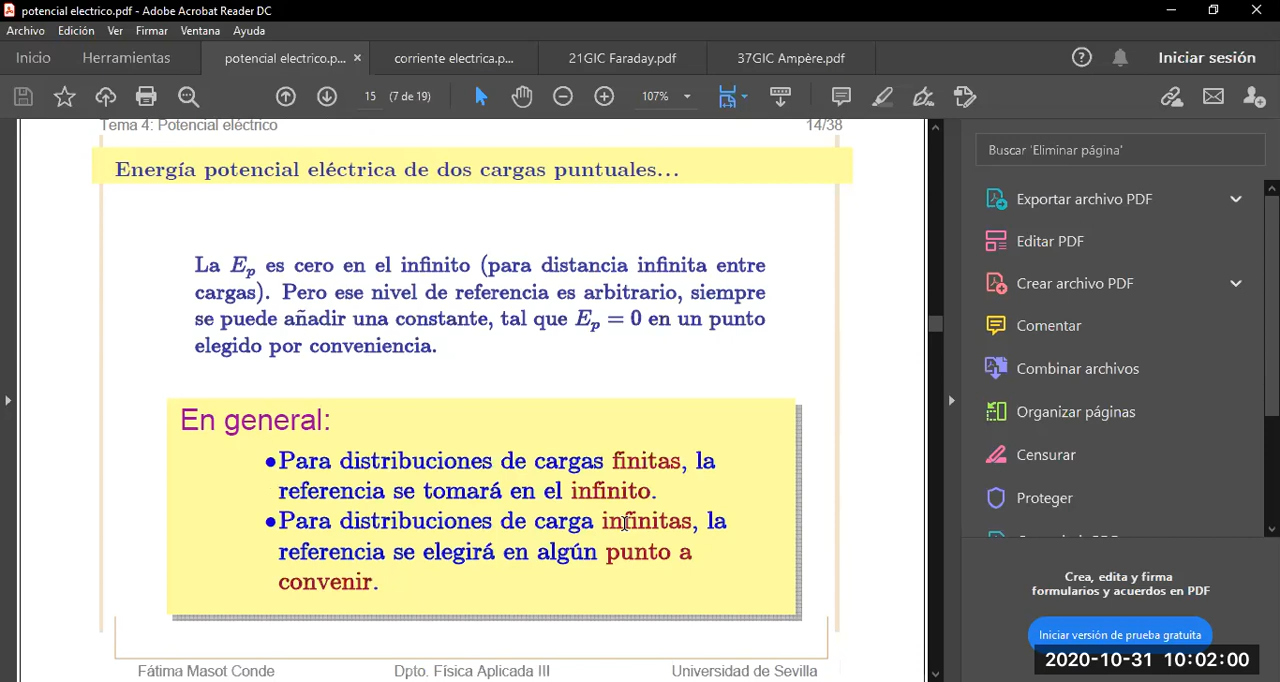 potencial electrico.pdf - Adobe Acrobat Reader DC
Archivo Edición Ver Firmar Ventana Ayuda
Inicio Herramientas potencial electrico.p... × corriente electrica.p... 21GIC Faraday.pdf 37GIC Ampère.pdf Iniciar sesión
15 (7 de 19) 107%
Tema 4: Potencial eléctrico 14/38
Energía potencial eléctrica de dos cargas puntuales...
La Ep es cero en el infinito (para distancia infinita entre
cargas). Pero ese nivel de referencia es arbitrario, siempre
se puede añadir una constante, tal que Ep = 0 en un punto
elegido por conveniencia.
En general:
•Para distribuciones de cargas finitas, la
referencia se tomará en el infinito.
•Para distribuciones de carga infinitas, la
referencia se elegirá en algún punto a
convenir.
Fátima Masot Conde Dpto. Física Aplicada III Universidad de Sevilla
Buscar 'Eliminar página'
Exportar archivo PDF
Editar PDF
Crear archivo PDF
Comentar
Combinar archivos
Organizar páginas
Censurar
Proteger
Crea, edita y firma
formularios y acuerdos en PDF
Iniciar versión de prueba gratuita
2020-10-31 10:02:00